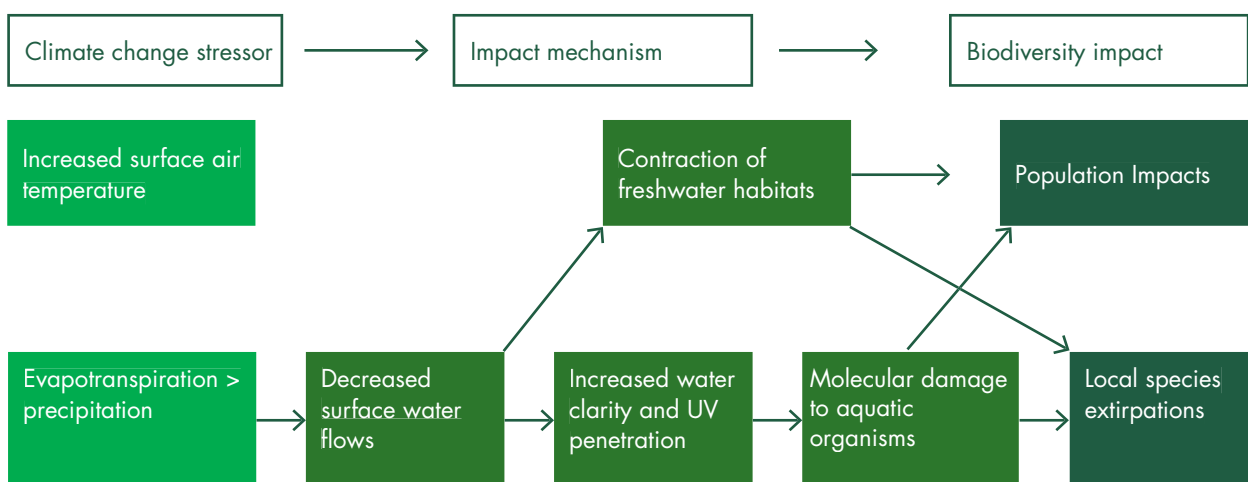 Climate change stressor
Impact mechanism
Biodiversity impact
Increased surface air
temperature
Contraction of
freshwater habitats
Population Impacts
Evapotranspiration >
precipitation
Decreased
surface water
flows
Increased water
clarity and UV
penetration
Molecular damage
to aquatic
organisms
Local species
extirpations